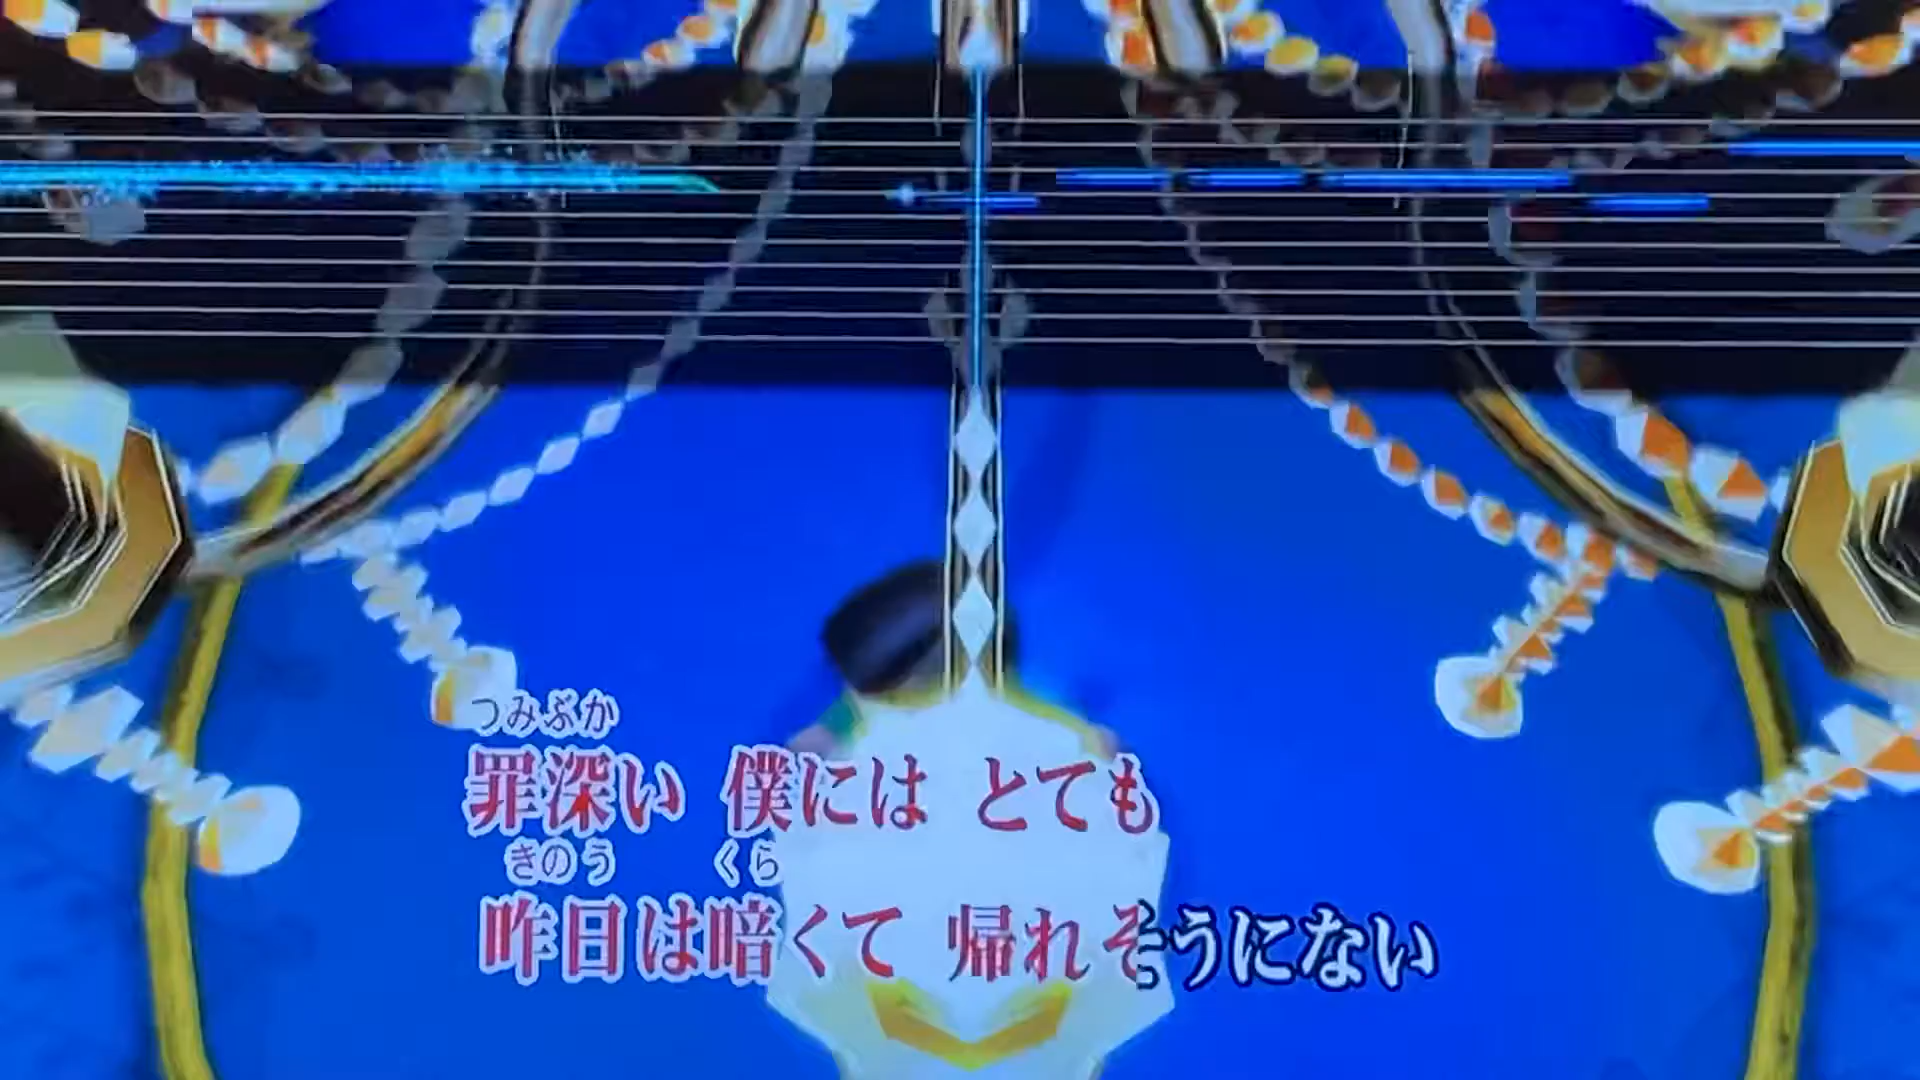 つみぶか
罪深い 僕には とても
きのう くら
昨日は暗くて 帰れそうにない